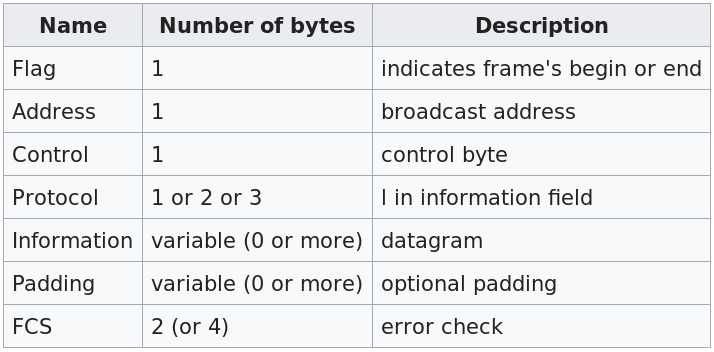 Name Number of bytes Description
Flag 1 indicates frame's begin or end
Address 1 broadcast address
Control 1 control byte
Protocol 1 or 2 or 3 l in information field
Information variable (0 or more) datagram
Padding variable (0 or more) optional padding
FCS 2 (or 4) error check